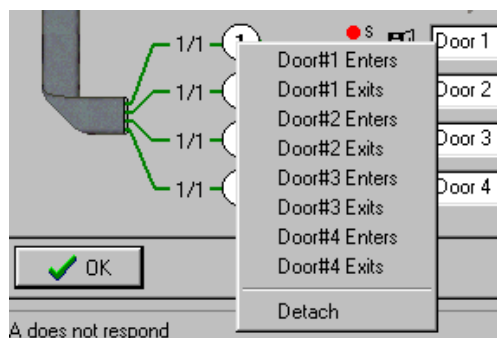 1/1 1 S Door 1
1/1 Door 2
1/1 Door 3
1/1 Door 4
Door#1 Enters
Door#1 Exits
Door#2 Enters
Door#2 Exits
Door#3 Enters
Door#3 Exits
Door#4 Enters
Door#4 Exits
Detach
OK
A does not respond